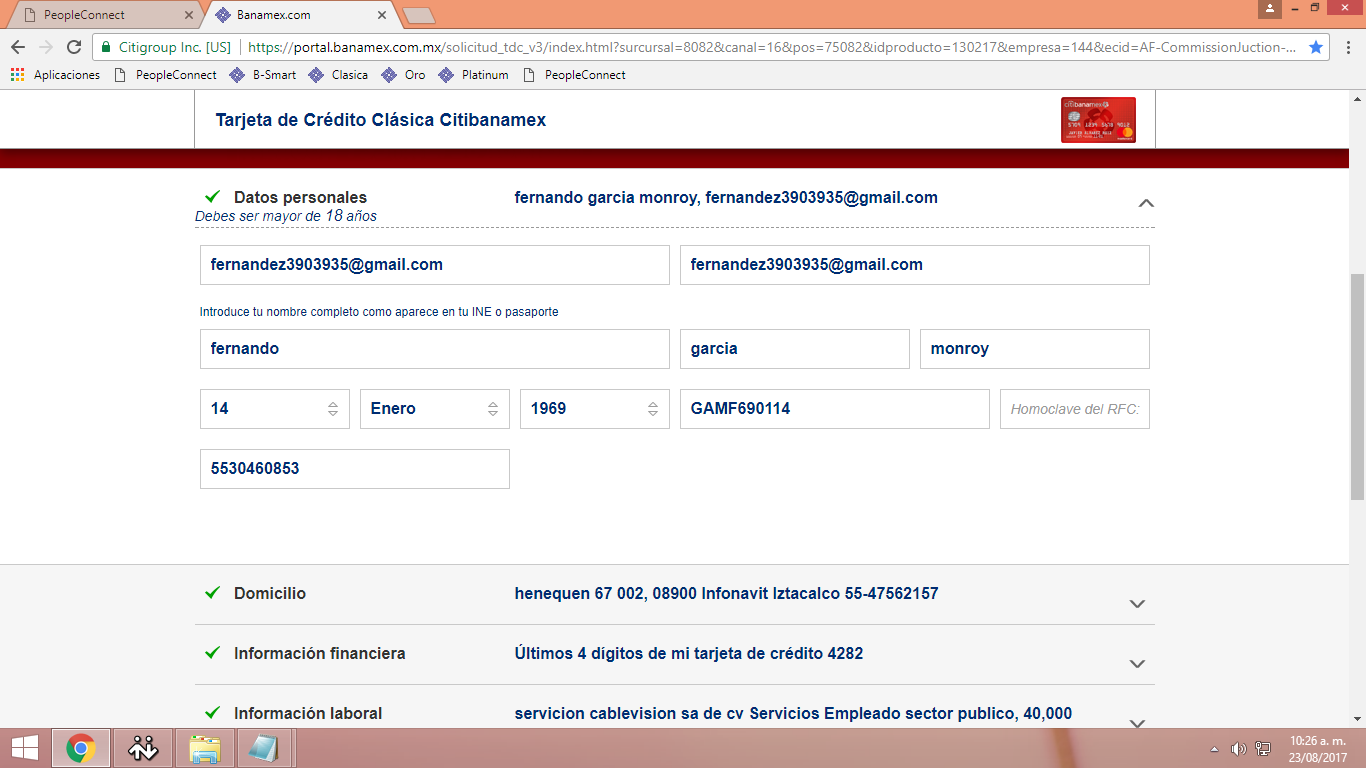 PeopleConnect
Banamex.com
Citigroup Inc. [US] https://portal.banamex.com.mx/solicitud_tdc_v3/index.html?sursursal=8082&canal=16&pos=75082&idproducto=130217&empresa=144&ecid=AF-CommissionJuction-...
Aplicaciones PeopleConnect B-Smart Clasica Oro Platinum PeopleConnect
Tarjeta de Crédito Clásica Citibanamex
citibanamex
Datos personales fernando garcia monroy, fernandez3903935@gmail.com
Debes ser mayor de 18 años
fernandez3903935@gmail.com fernandez3903935@gmail.com
Introduce tu nombre completo como aparece en tu INE o pasaporte
fernando garcia monroy
14 Enero 1969 GAMF690114 Homoclave del RFC:
5530460853
Domicilio henequen 67 002, 08900 Infonavit Iztacalco 55-47562157
Información financiera Últimos 4 dígitos de mi tarjeta de crédito 4282
Información laboral servicion cablevision sa de cv Servicios Empleado sector publico, 40,000
10:26 a. m.
23/08/2017